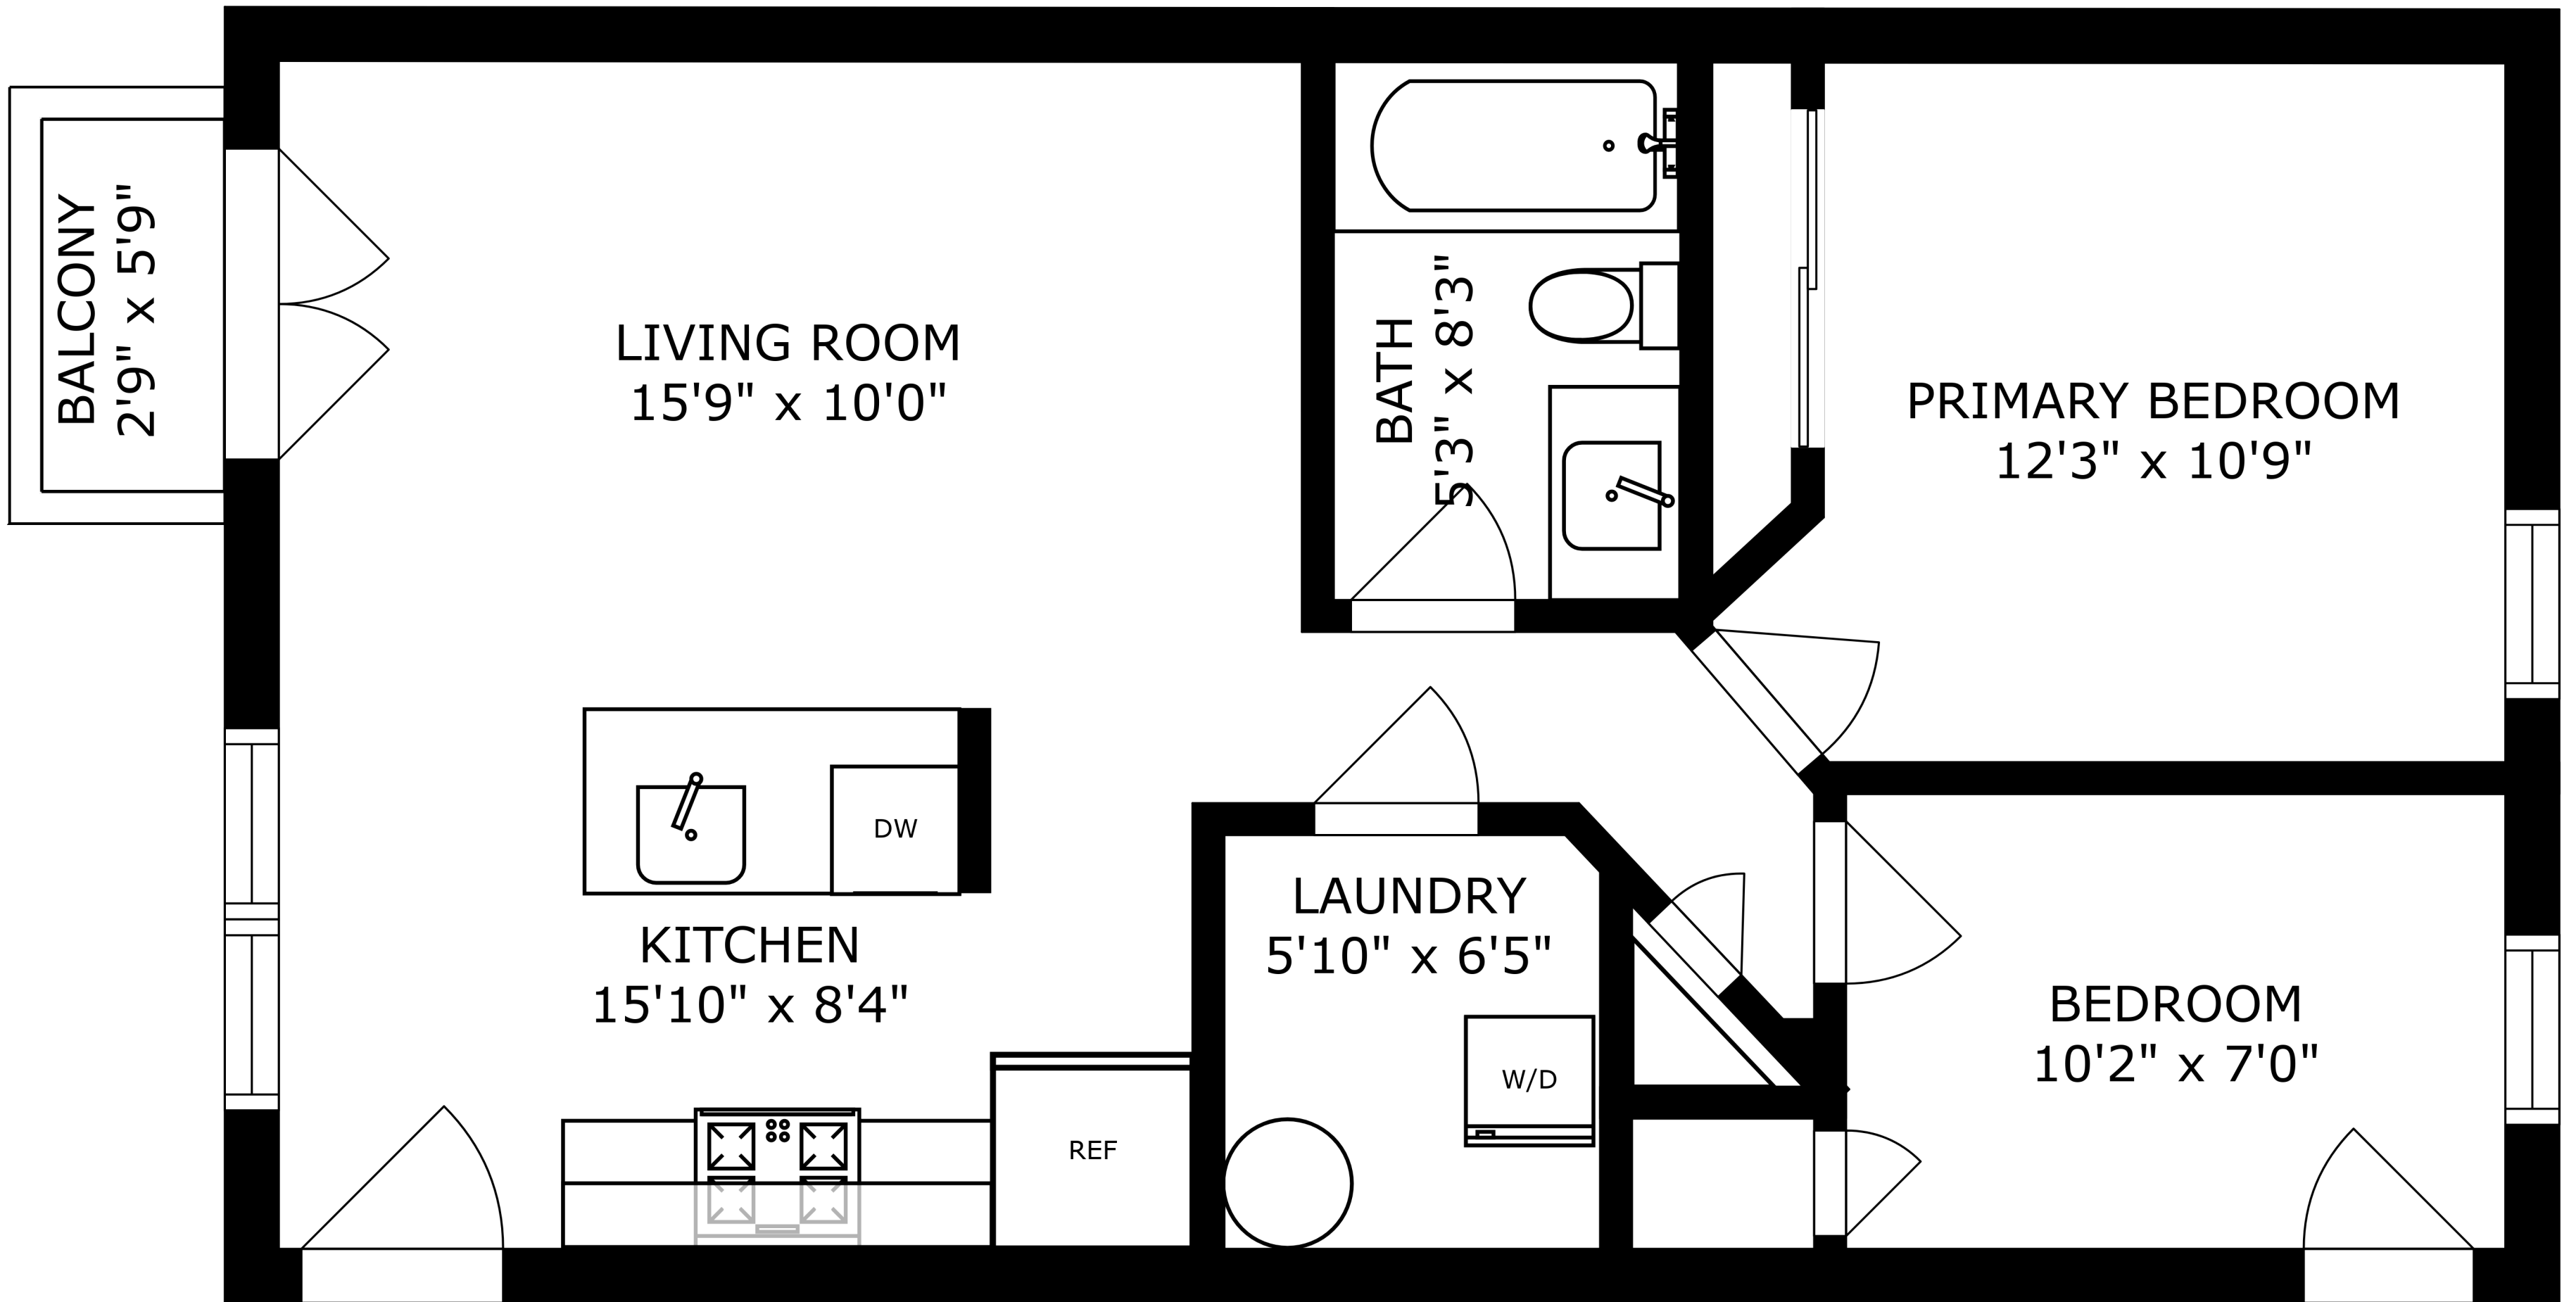 BALCONY
2'9" x 5'9"
LIVING ROOM
15'9" x 10'0"
BATH
5'3" x 8'3"
PRIMARY BEDROOM
12'3" x 10'9"
DW
KITCHEN
15'10" x 8'4"
REF
LAUNDRY
5'10" x 6'5"
W/D
BEDROOM
10'2" x 7'0"